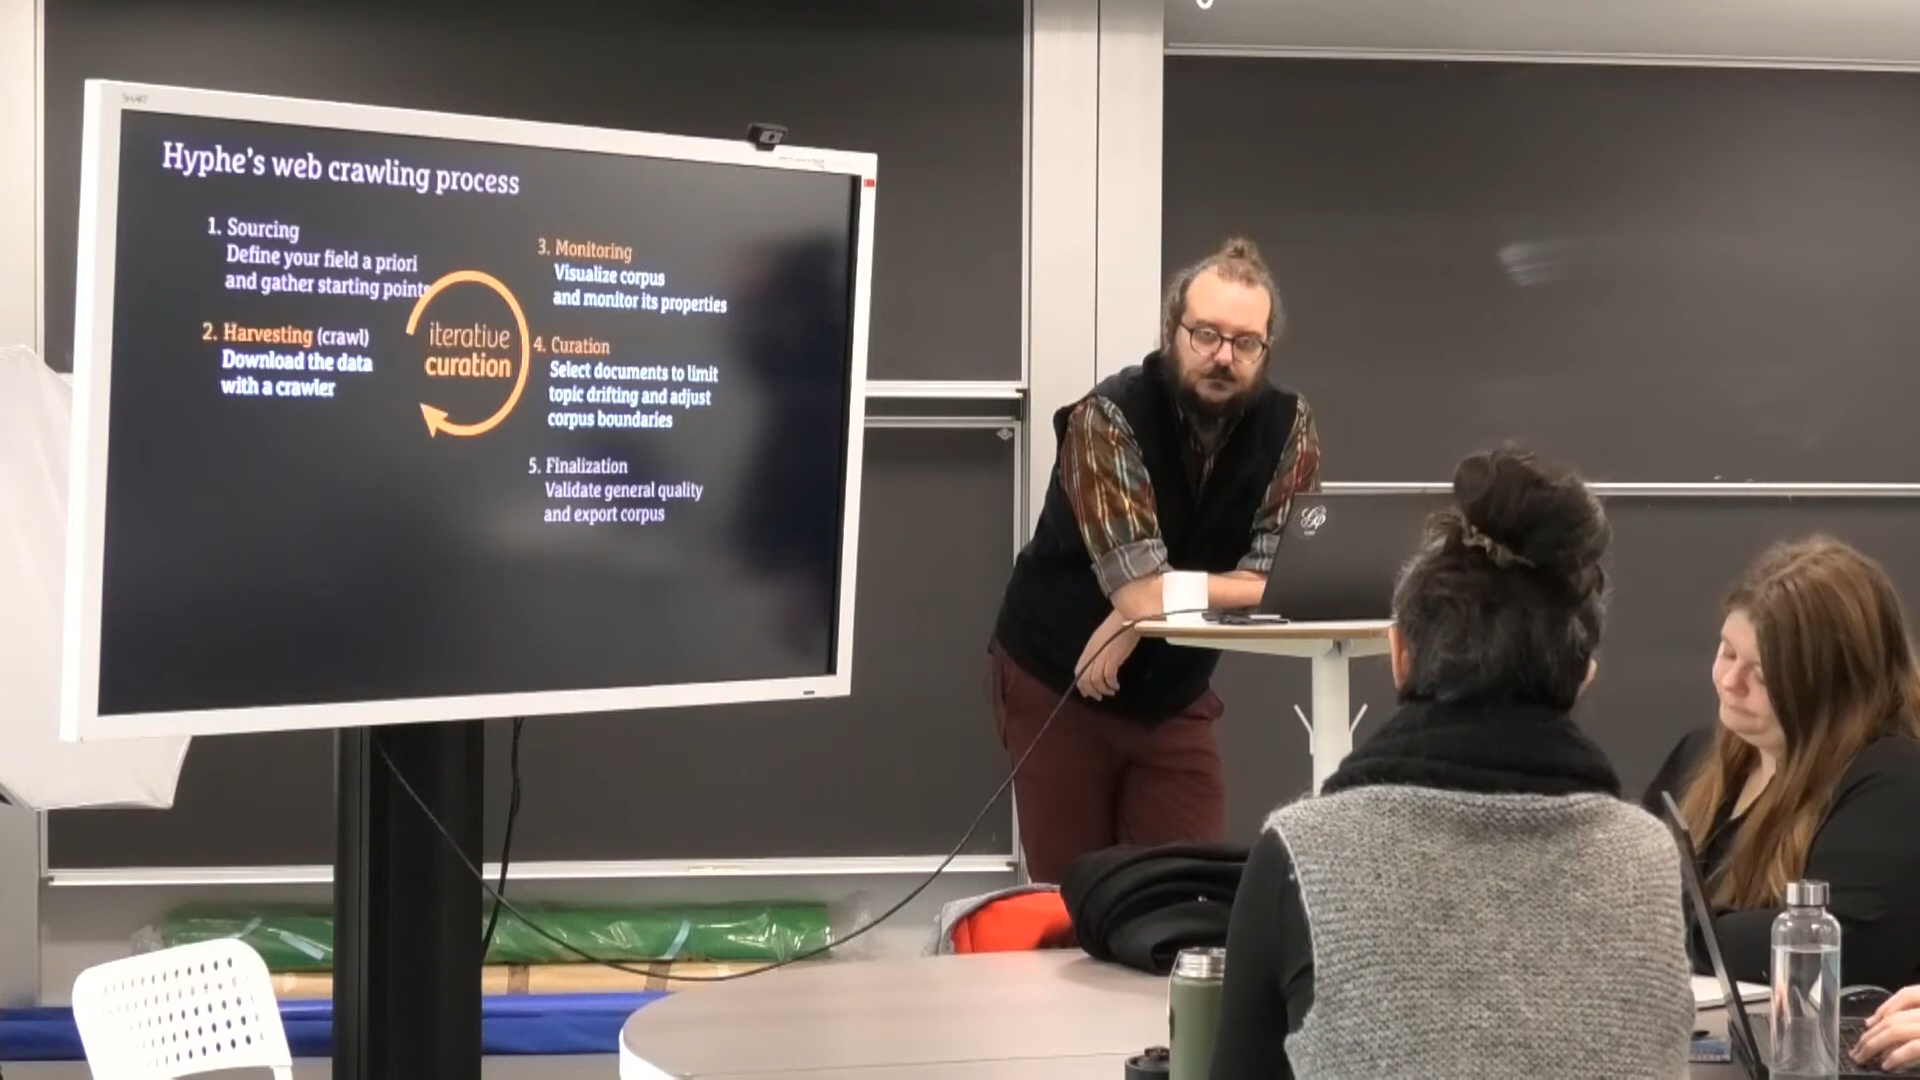 SMART
Hyphe's web crawling process
1. Sourcing
Define your field a priori
and gather starting points
2. Harvesting (crawl)
Download the data
with a crawler
iterative
curation
3. Monitoring
Visualize corpus
and monitor its properties
4. Curation
Select documents to limit
topic drifting and adjust
corpus boundaries
5. Finalization
Validate general quality
and export corpus